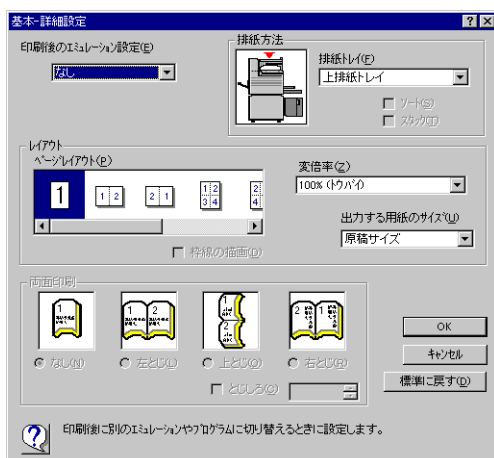 基本-詳細設定
印刷後のエミュレーション設定(E)
なし
排紙方法
排紙トレイ(F)
上排紙トレイ
ソート(S)
スタック(T)
レイアウト
ページレイアウト(P)
1
1 2
2 1
1 2
3 4
2
4
変倍率(Z)
100% (トウバイ)
出力する用紙のサイズ(U)
原稿サイズ
枠線の描画(D)
両面印刷
1
1 2
1
2
2 1
なし(N)
左とじ(L)
上とじ(O)
右とじ(R)
とじしろ(G)
OK
キャンセル
標準に戻す(D)
印刷後に別のエミュレーションやプログラムに切り替えるときに設定します。